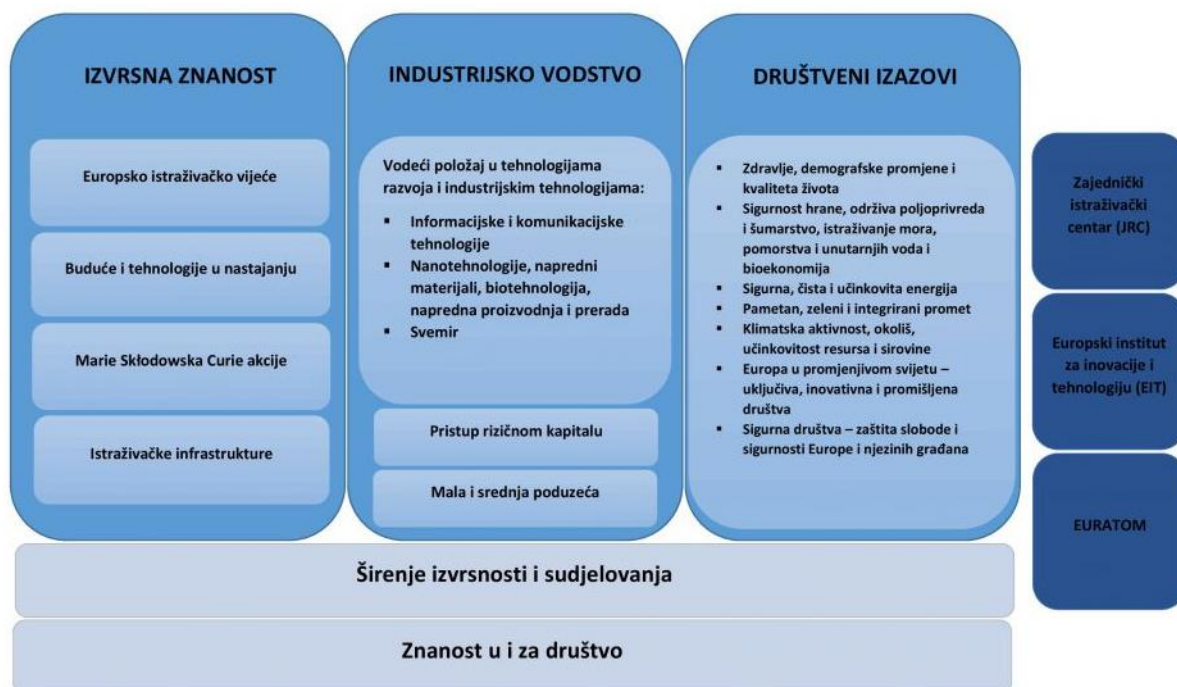 IZVRSNA ZNANOST
Europsko istraživačko vijeće
Buduće i tehnologije u nastajanju
Marie Skłodowska Curie akcije
Istraživačke infrastrukture
INDUSTRIJSKO VODSTVO
Vodeći položaj u tehnologijama
razvoja i industrijskim tehnologijama:
▪ Informacijske i komunikacijske
tehnologije
▪ Nanotehnologije, napredni
materijali, biotehnologija,
napredna proizvodnja i prerada
▪ Svemir
Pristup rizičnom kapitalu
Mala i srednja poduzeća
DRUŠTVENI IZAZOVI
▪ Zdravlje, demografske promjene i
kvaliteta života
▪ Sigurnost hrane, održiva poljoprivreda
i šumarstvo, istraživanje mora,
pomorstva i unutarnjih voda i
bioekonomija
▪ Sigurna, čista i učinkovita energija
▪ Pametan, zeleni i integrirani promet
▪ Klimatska aktivnost, okoliš,
učinkovitost resursa i sirovine
▪ Europa u promjenjivom svijetu –
uključiva, inovativna i promišljena
društva
▪ Sigurna društva – zaštita slobode i
sigurnosti Europe i njezinih građana
Zajednički
istraživački
centar (JRC)
Europski institut
za inovacije i
tehnologiju (EIT)
EURATOM
Širenje izvrsnosti i sudjelovanja
Znanost u i za društvo